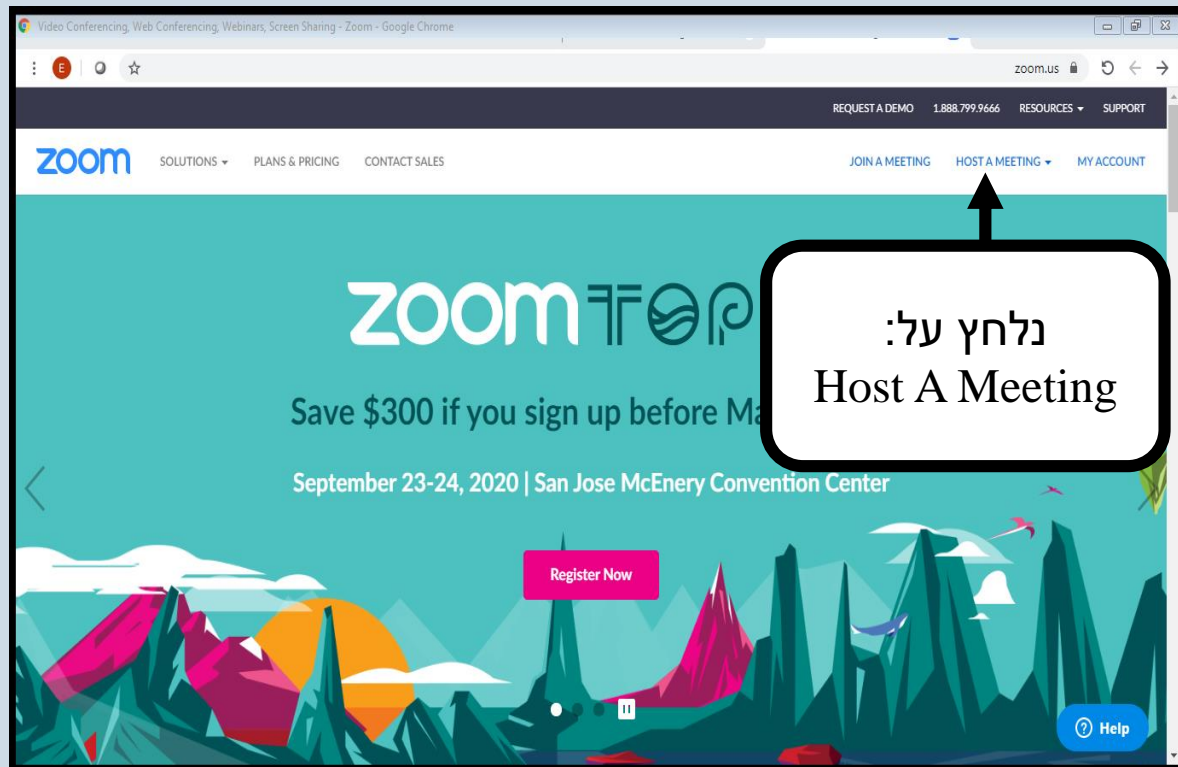 Video Conferencing, Web Conferencing, Webinars, Screen Sharing - Zoom - Google Chrome
E
zoom.us
REQUEST A DEMO 1.888.799.9666 RESOURCES SUPPORT
zoom SOLUTIONS PLANS & PRICING CONTACT SALES JOIN A MEETING HOST A MEETING MY ACCOUNT
zoomTOP
נלחץ על:
Host A Meeting
Save $300 if you sign up before
September 23-24, 2020 | San Jose McEnery Convention Center
Register Now
Help